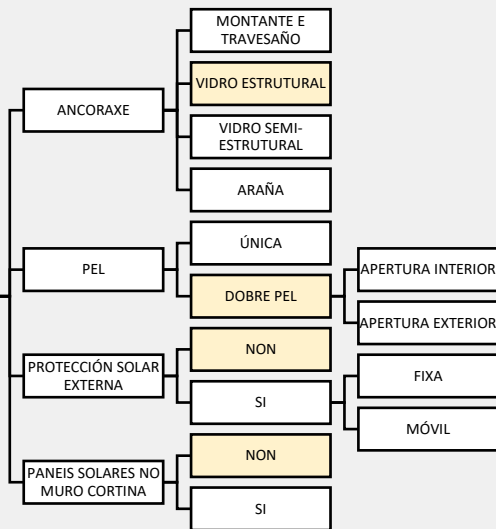 ANCORAXE
MONTANTE E
TRAVESAÑO
VIDRO ESTRUTURAL
VIDRO SEMI-
ESTRUTURAL
ARAÑA
PEL
ÚNICA
DOBRE PEL
APERTURA INTERIOR
APERTURA EXTERIOR
PROTECCIÓN SOLAR
EXTERNA
NON
SI
FIXA
MÓVIL
PANEIS SOLARES NO
MURO CORTINA
NON
SI